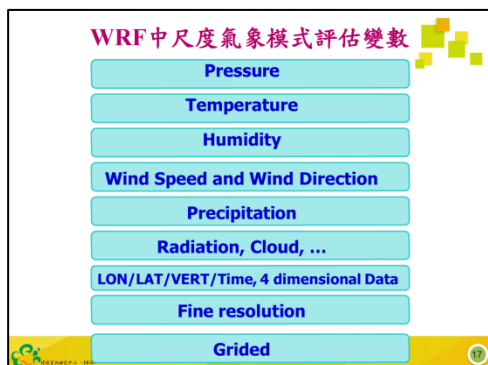 WRF中尺度氣象模式評估變數
Pressure
Temperature
Humidity
Wind Speed and Wind Direction
Precipitation
Radiation, Cloud, ...
LON/LAT/VERT/Time, 4 dimensional Data
Fine resolution
Grided
17